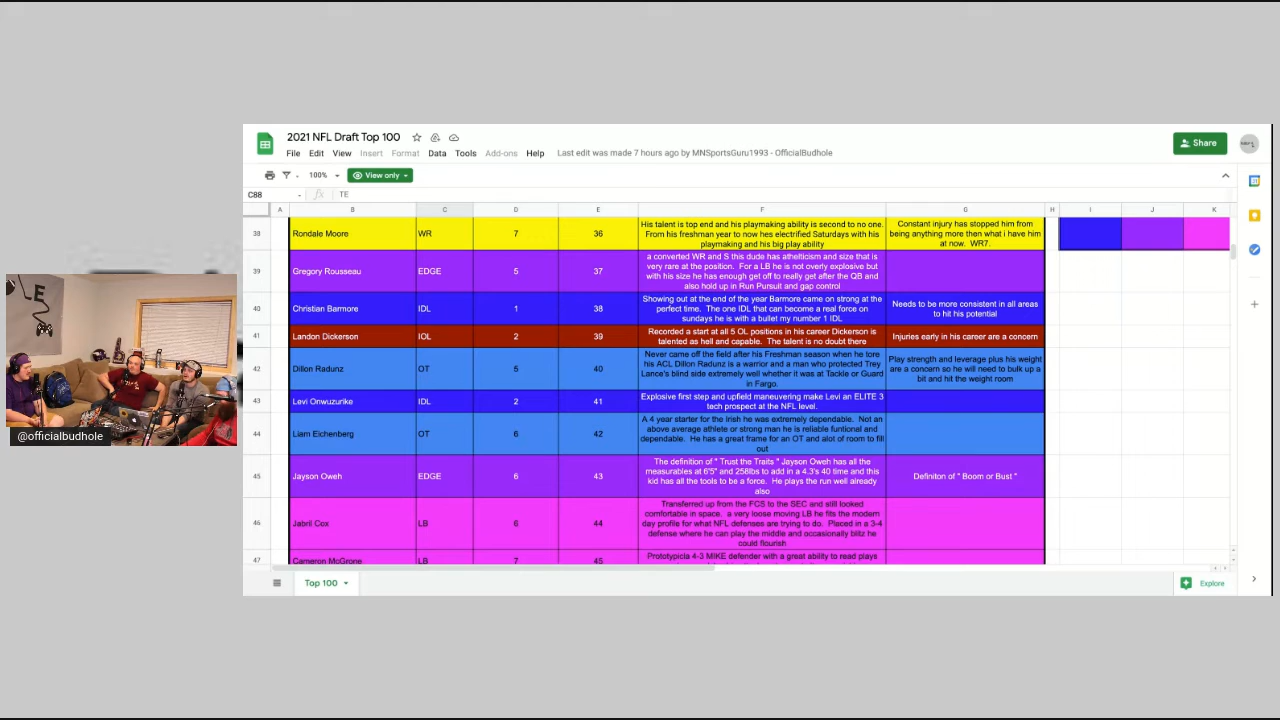 2021 NFL Draft Top 100
File Edit View Insert Format Data Tools Add-ons Help Last edit was made 7 hours ago by MNSportsGuru1993 - OfficialBudhole
Share
100% View only
C88 fx TE
A B C D E F G H I J K
38 Rondale Moore WR 7 36
His talent is top end and his playmaking ability is second to no one.
From his freshman year to now hes electrified Saturdays with his
playmaking and his big play ability
Constant injury has stopped him from
being anything more then what i have him
at now. WR7.
39 Gregory Rousseau EDGE 5 37
a converted WR and S this dude has athelticism and size that is
very rare at the position. For a LB he is not overly explosive but
with his size he has enough get off to really get after the QB and
also hold up in Run Pursuit and gap control
40 Christian Barmore IDL 1 38
Showing out at the end of the year Barmore came on strong at the
perfect time. The one IDL that can become a real force on
sundays he is with a bullet my number 1 IDL
Needs to be more consistent in all areas
to hit his potential
41 Landon Dickerson IOL 2 39
Recorded a start at all 5 OL positions in his career Dickerson is
talented as hell and capable. The talent is no doubt there
Injuries early in his career are a concern
42 Dillon Radunz OT 5 40
Never came off the field after his Freshman season when he tore
his ACL Dillon Radunz is a warrior and a man who protected Trey
Lance's blind side extremely well whether it was at Tackle or Guard
in Fargo.
Play strength and leverage plus his weight
are a concern so he will need to bulk up a
bit and hit the weight room
43 Levi Onwuzurike IDL 2 41
Explosive first step and upfield maneuvering make Levi an ELITE 3
tech prospect at the NFL level.
44 Liam Eichenberg OT 6 42
A 4 year starter for the Irish he was extremely dependable. Not an
above average athlete or strong man he is reliable funtional and
dependable. He has a great frame for an OT and alot of room to fill
out
45 Jayson Oweh EDGE 6 43
The definition of " Trust the Traits " Jayson Oweh has all the
measurables at 6'5" and 258lbs to add in a 4.3's 40 time and this
kid has all the tools to be a force. He plays the run well already
also
Definiton of " Boom or Bust "
46 Jabril Cox LB 6 44
Transferred up from the FCS to the SEC and still looked
comfortable in space. a very loose moving LB he fits the modern
day profile for what NFL defenses are trying to do. Placed in a 3-4
defense where he can play the middle and occasionally blitz he
could flourish
47 Cameron McGrone LB 7 45
Prototypicla 4-3 MIKE defender with a great ability to read plays
Top 100
Explore
@officialbudhole